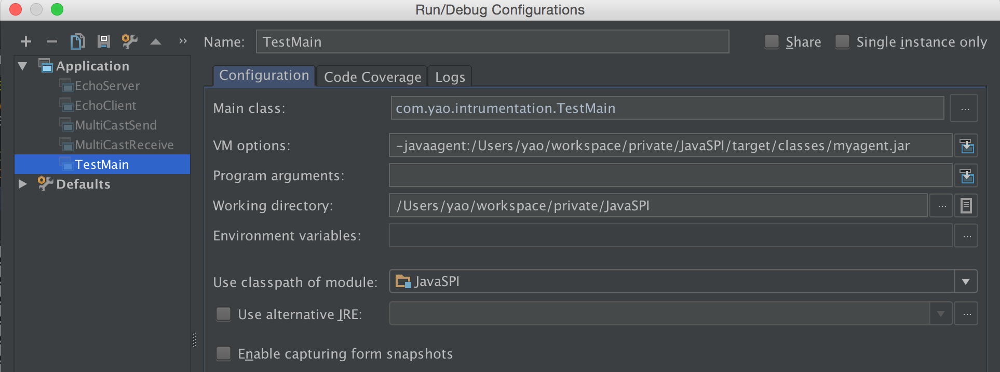 Run/Debug Configurations
Name: TestMain Share Single instance only
Application
EchoServer
EchoClient
MultiCastSend
MultiCastReceive
TestMain
Defaults
Configuration Code Coverage Logs
Main class: com.yao.intrumentation.TestMain ...
VM options: -javaagent:/Users/yao/workspace/private/JavaSPI/target/classes/myagent.jar
Program arguments:
Working directory: /Users/yao/workspace/private/JavaSPI ...
Environment variables: ...
Use classpath of module: JavaSPI
Use alternative JRE: ...
Enable capturing form snapshots